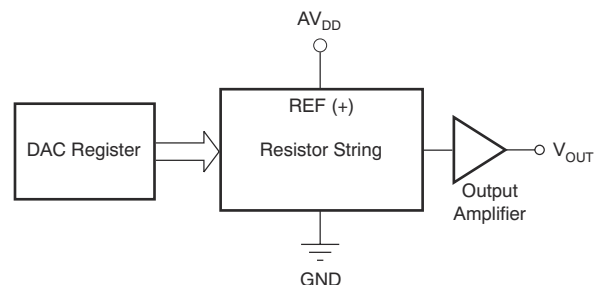 AVDD
REF (+)
DAC Register
Resistor String
VOUT
Output
Amplifier
GND